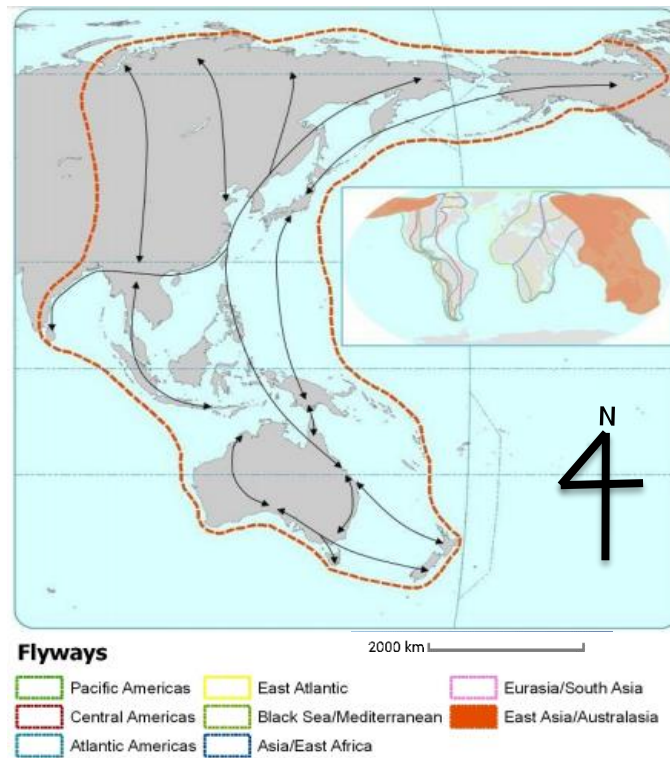 N
2000 km
Flyways
Pacific Americas East Atlantic Eurasia/South Asia
Central Americas Black Sea/Mediterranean East Asia/Australasia
Atlantic Americas Asia/East Africa